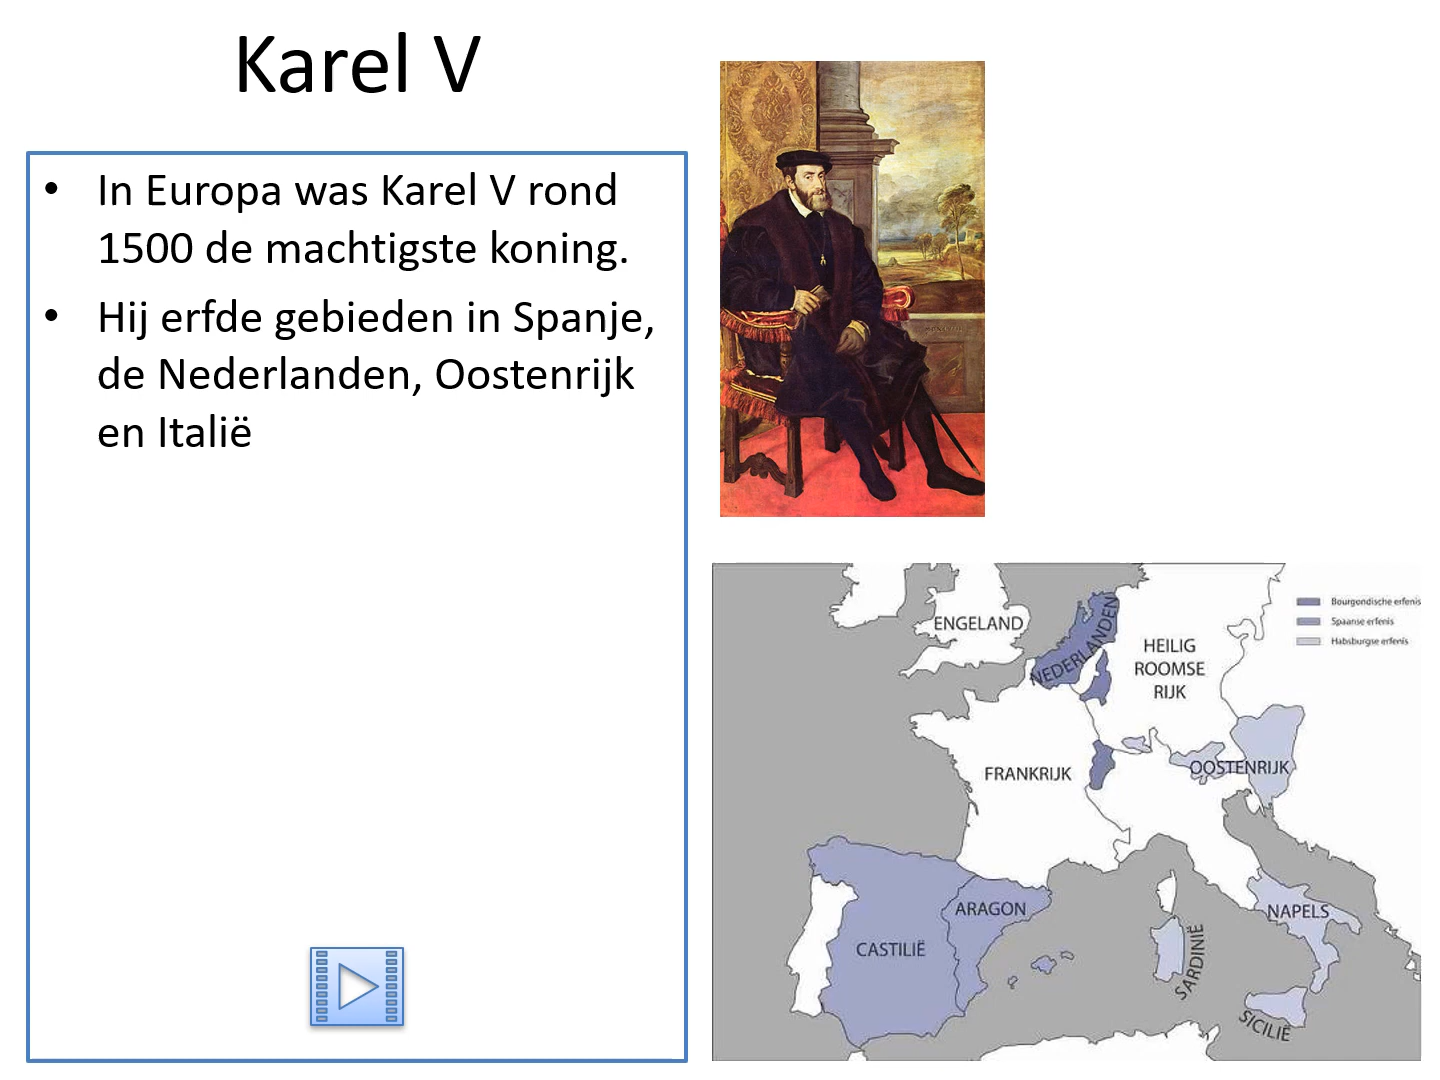 Karel V
• In Europa was Karel V rond
1500 de machtigste koning.
• Hij erfde gebieden in Spanje,
de Nederlanden, Oostenrijk
en Italië
ENGELAND
NEDERLANDEN
HEILIG
ROOMSE
RIJK
Bourgondische erfenis
Spaanse erfenis
Habsburgse erfenis
FRANKRIJK
OOSTENRIJK
ARAGON
CASTILIË
NAPELS
SARDINIË
SICILIË